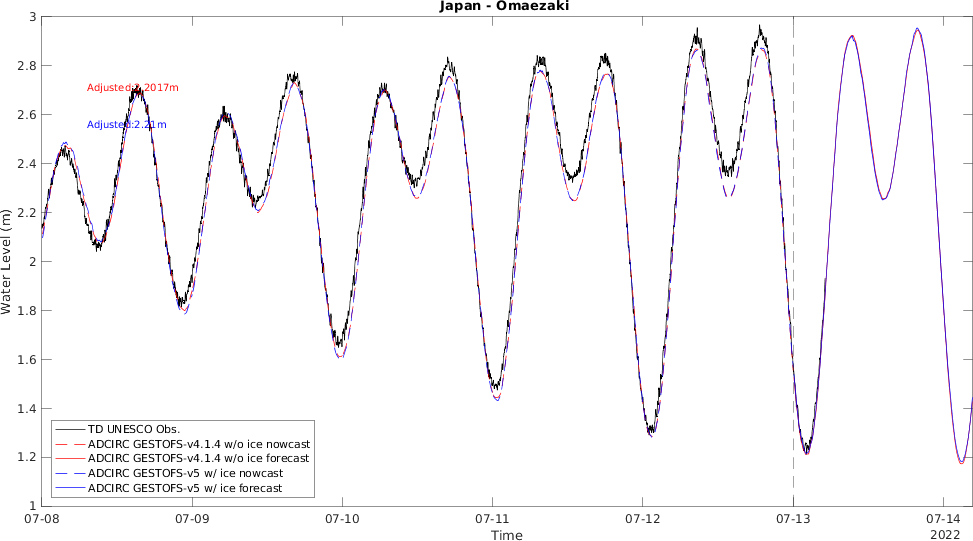 Japan - Omaezaki
Water Level (m)
3
2.8
2.6
2.4
2.2
2
1.8
1.6
1.4
1.2
1
Adjusted:2.2017m
Adjusted:2.21m
TD UNESCO Obs.
ADCIRC GESTOFS-v4.1.4 w/o ice nowcast
ADCIRC GESTOFS-v4.1.4 w/o ice forecast
ADCIRC GESTOFS-v5 w/ ice nowcast
ADCIRC GESTOFS-v5 w/ ice forecast
07-08 07-09 07-10 07-11 07-12 07-13 07-14
Time
2022